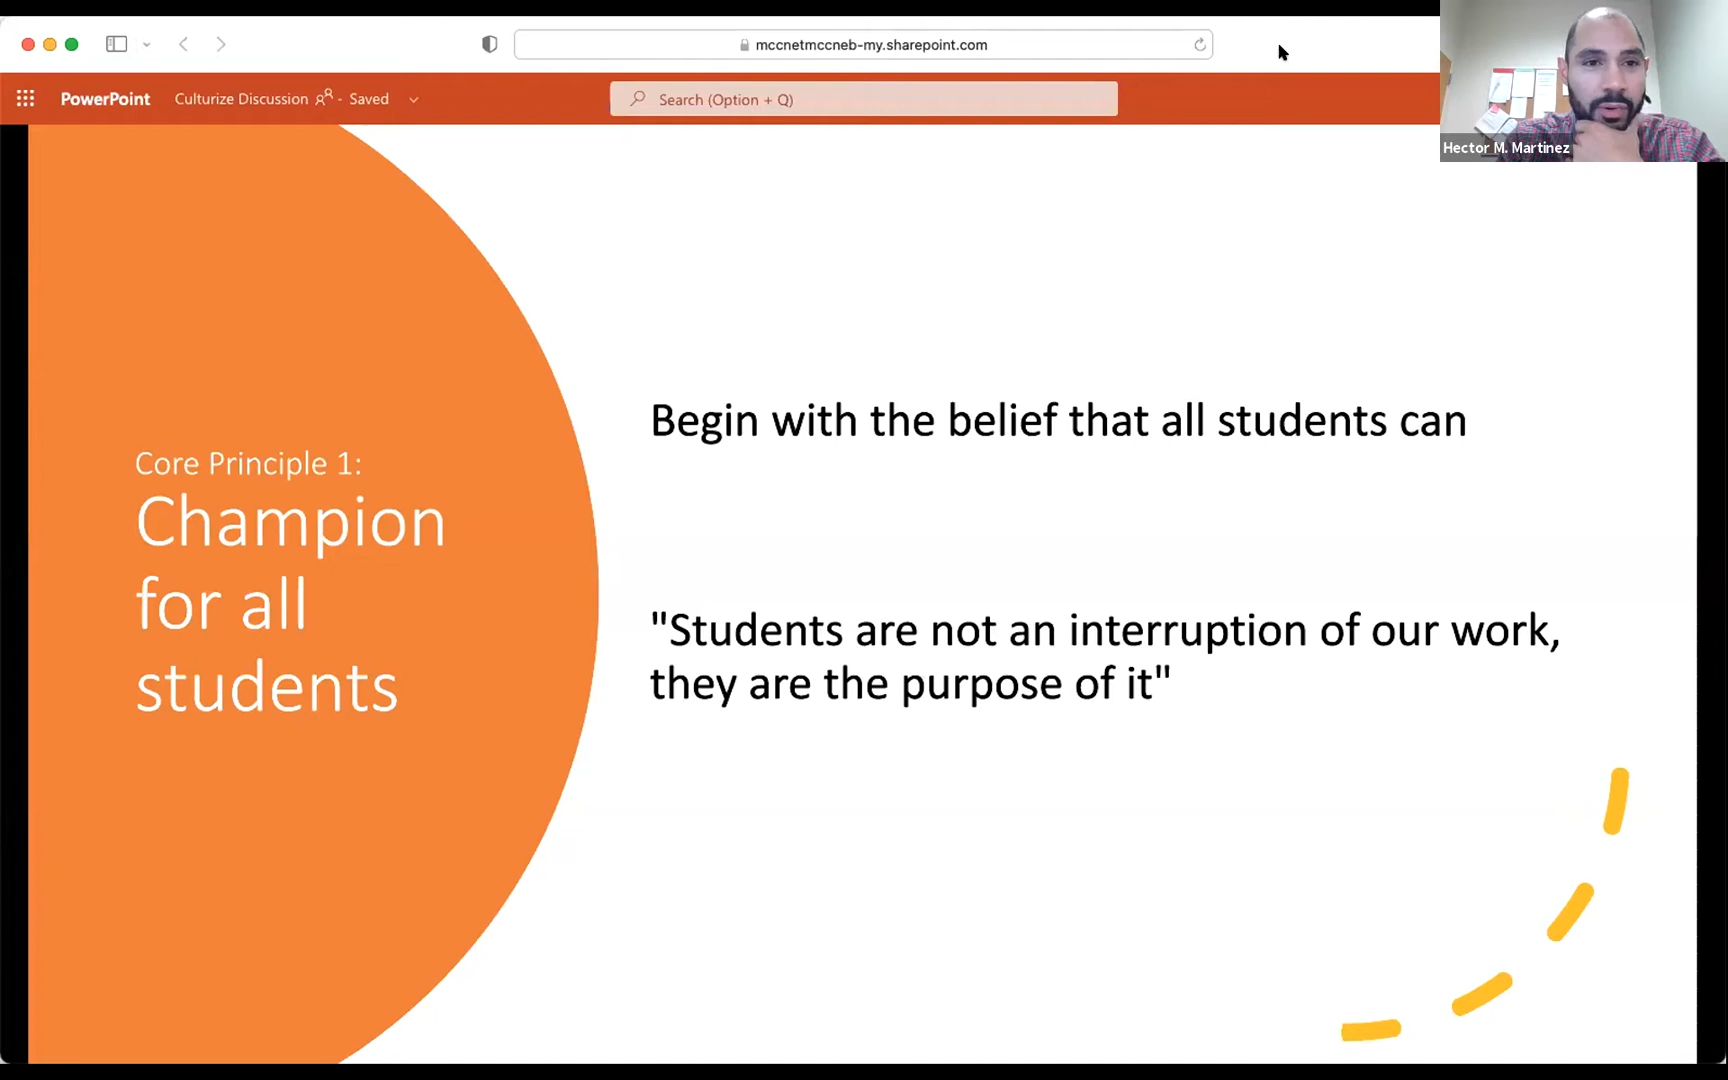 mccnetmccneb-my.sharepoint.com
PowerPoint Culturize Discussion - Saved
Search (Option + Q)
Hector M. Martinez
Core Principle 1:
Champion
for all
students
Begin with the belief that all students can
"Students are not an interruption of our work,
they are the purpose of it"